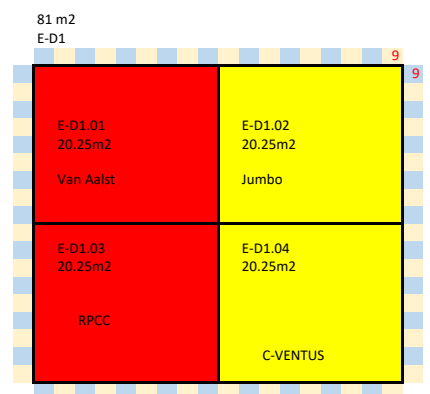 81 m2
E-D1
9
9
E-D1.01
20.25m2
Van Aalst
E-D1.02
20.25m2
Jumbo
E-D1.03
20.25m2
RPCC
E-D1.04
20.25m2
C-VENTUS